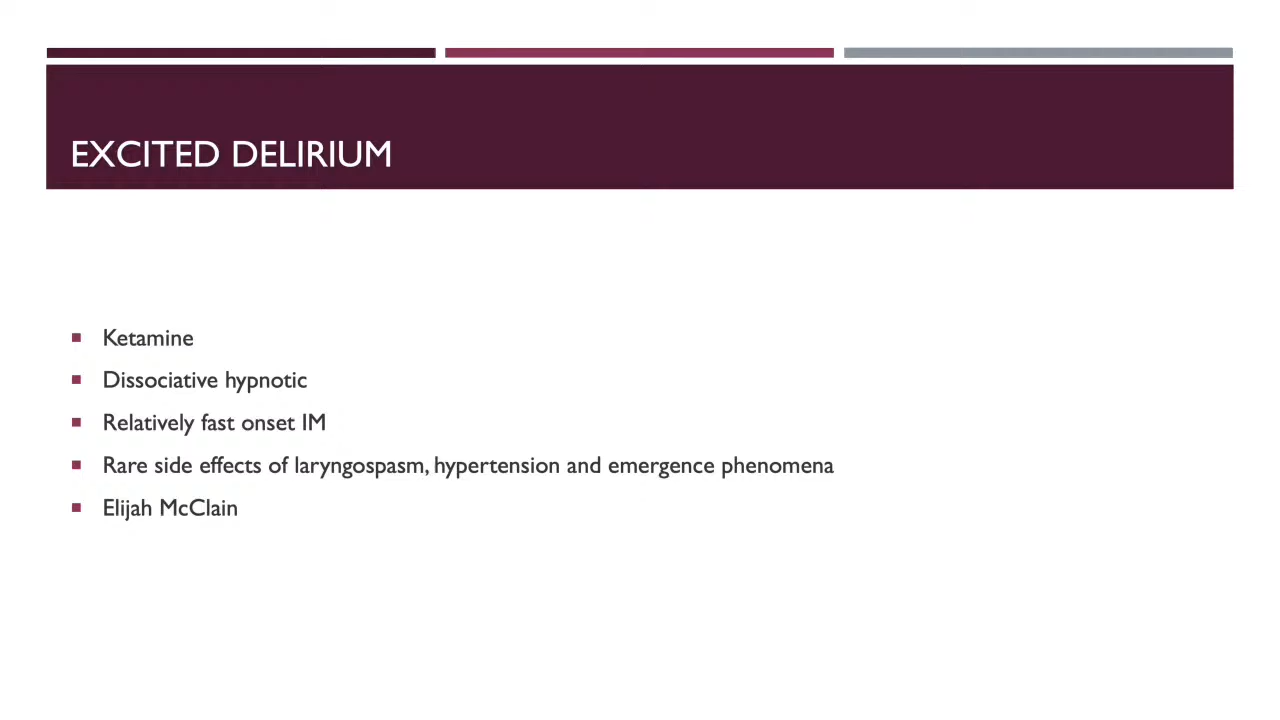 EXCITED DELIRIUM
Ketamine
Dissociative hypnotic
Relatively fast onset IM
Rare side effects of laryngospasm, hypertension and emergence phenomena
Elijah McClain